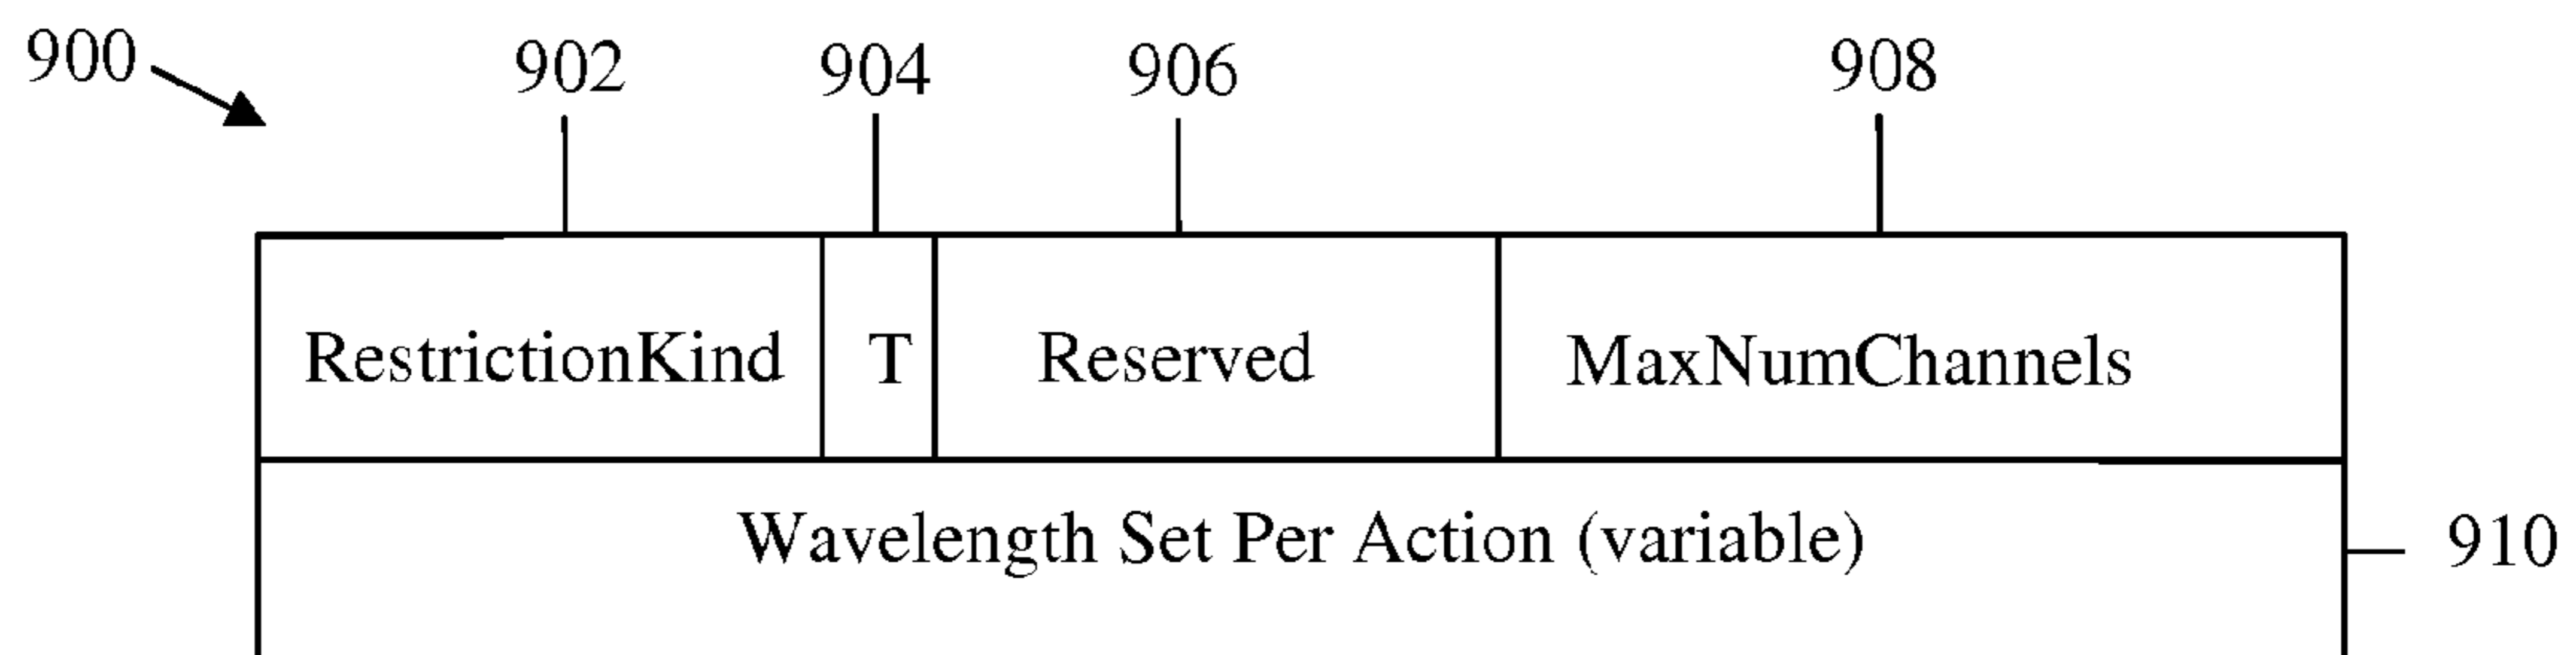 900 902 904 906 908
RestrictionKind T Reserved MaxNumChannels
Wavelength Set Per Action (variable)
910